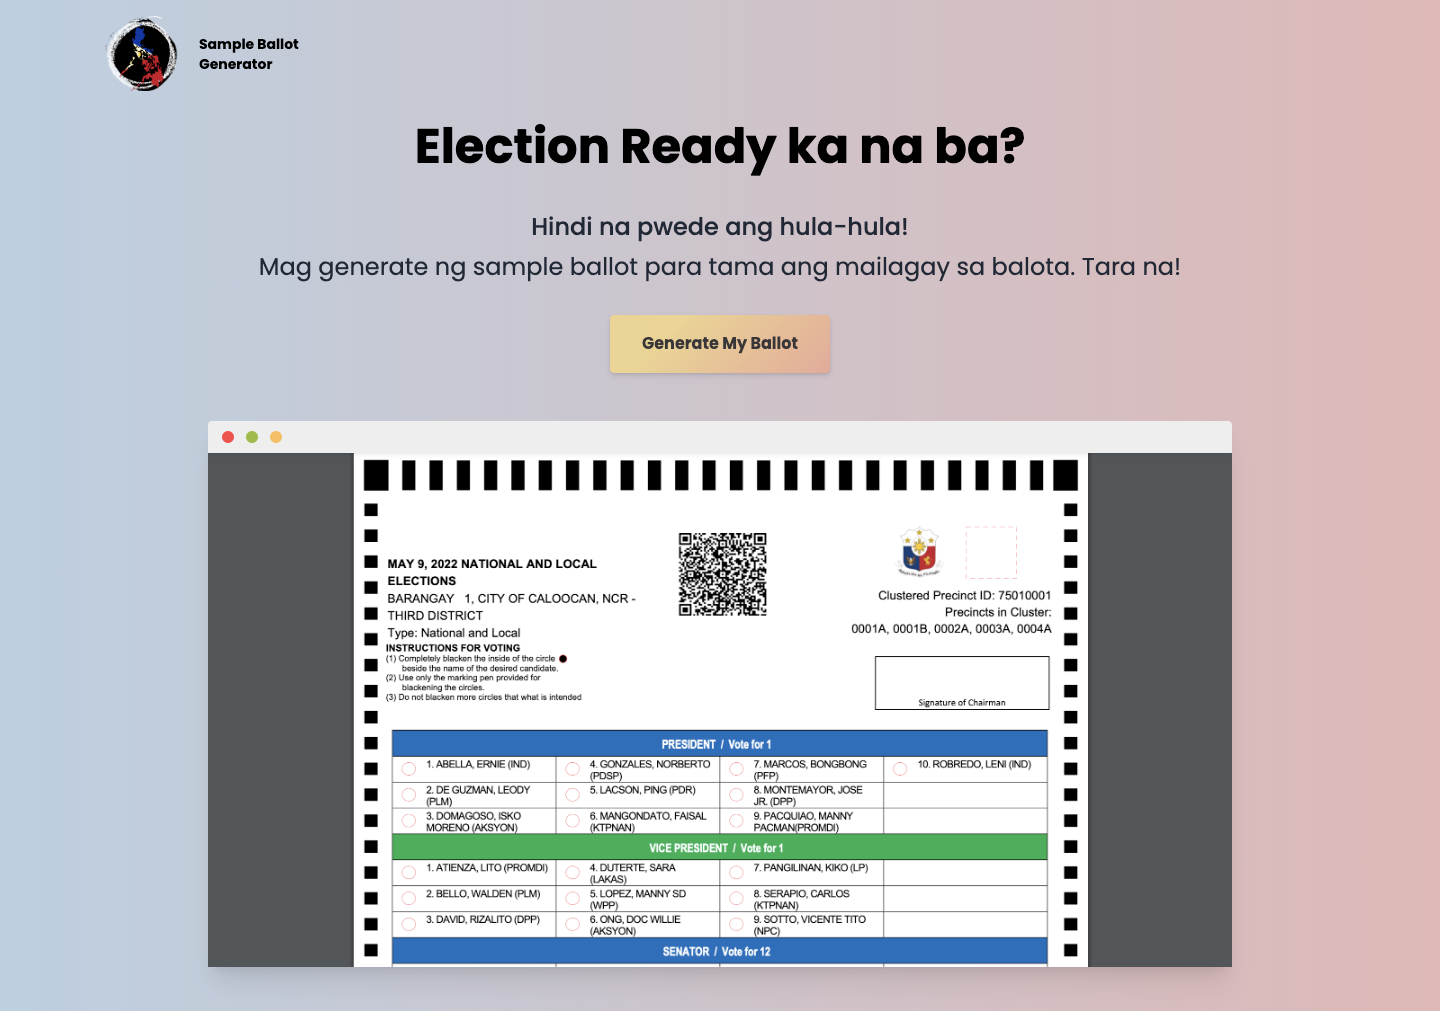 Sample Ballot
Generator
Election Ready ka na ba?
Hindi na pwede ang hula-hula!
Mag generate ng sample ballot para tama ang mailagay sa balota. Tara na!
Generate My Ballot
MAY 9, 2022 NATIONAL AND LOCAL
ELECTIONS
BARANGAY 1, CITY OF CALOOCAN, NCR -
THIRD DISTRICT
Type: National and Local
INSTRUCTIONS FOR VOTING
(1) Completely blacken the inside of the circle
beside the name of the desired candidate.
(2) Use only the marking pen provided for
blackening the circles.
(3) Do not blacken more circles that what is intended
Clustered Precinct ID: 75010001
Precincts in Cluster:
0001A, 0001B, 0002A, 0003A, 0004A
Signature of Chairman
PRESIDENT / Vote for 1
1. ABELLA, ERNIE (IND)
2. DE GUZMAN, LEODY
(PLM)
3. DOMAGOSO, ISKO
MORENO (AKSYON)
4. GONZALES, NORBERTO
(PDSP)
5. LACSON, PING (PDR)
6. MANGONDATO, FAISAL
(KTPNAN)
7. MARCOS, BONGBONG
(PFP)
8. MONTEMAYOR, JOSE
JR. (DPP)
9. PACQUIAO, MANNY
PACMAN(PROMDI)
10. ROBREDO, LENI (IND)
VICE PRESIDENT / Vote for 1
1. ATIENZA, LITO (PROMDI)
2. BELLO, WALDEN (PLM)
3. DAVID, RIZALITO (DPP)
4. DUTERTE, SARA
(LAKAS)
5. LOPEZ, MANNY SD
(WPP)
6. ONG, DOC WILLIE
(AKSYON)
7. PANGILINAN, KIKO (LP)
8. SERAPIO, CARLOS
(KTPNAN)
9. SOTTO, VICENTE TITO
(NPC)
SENATOR / Vote for 12